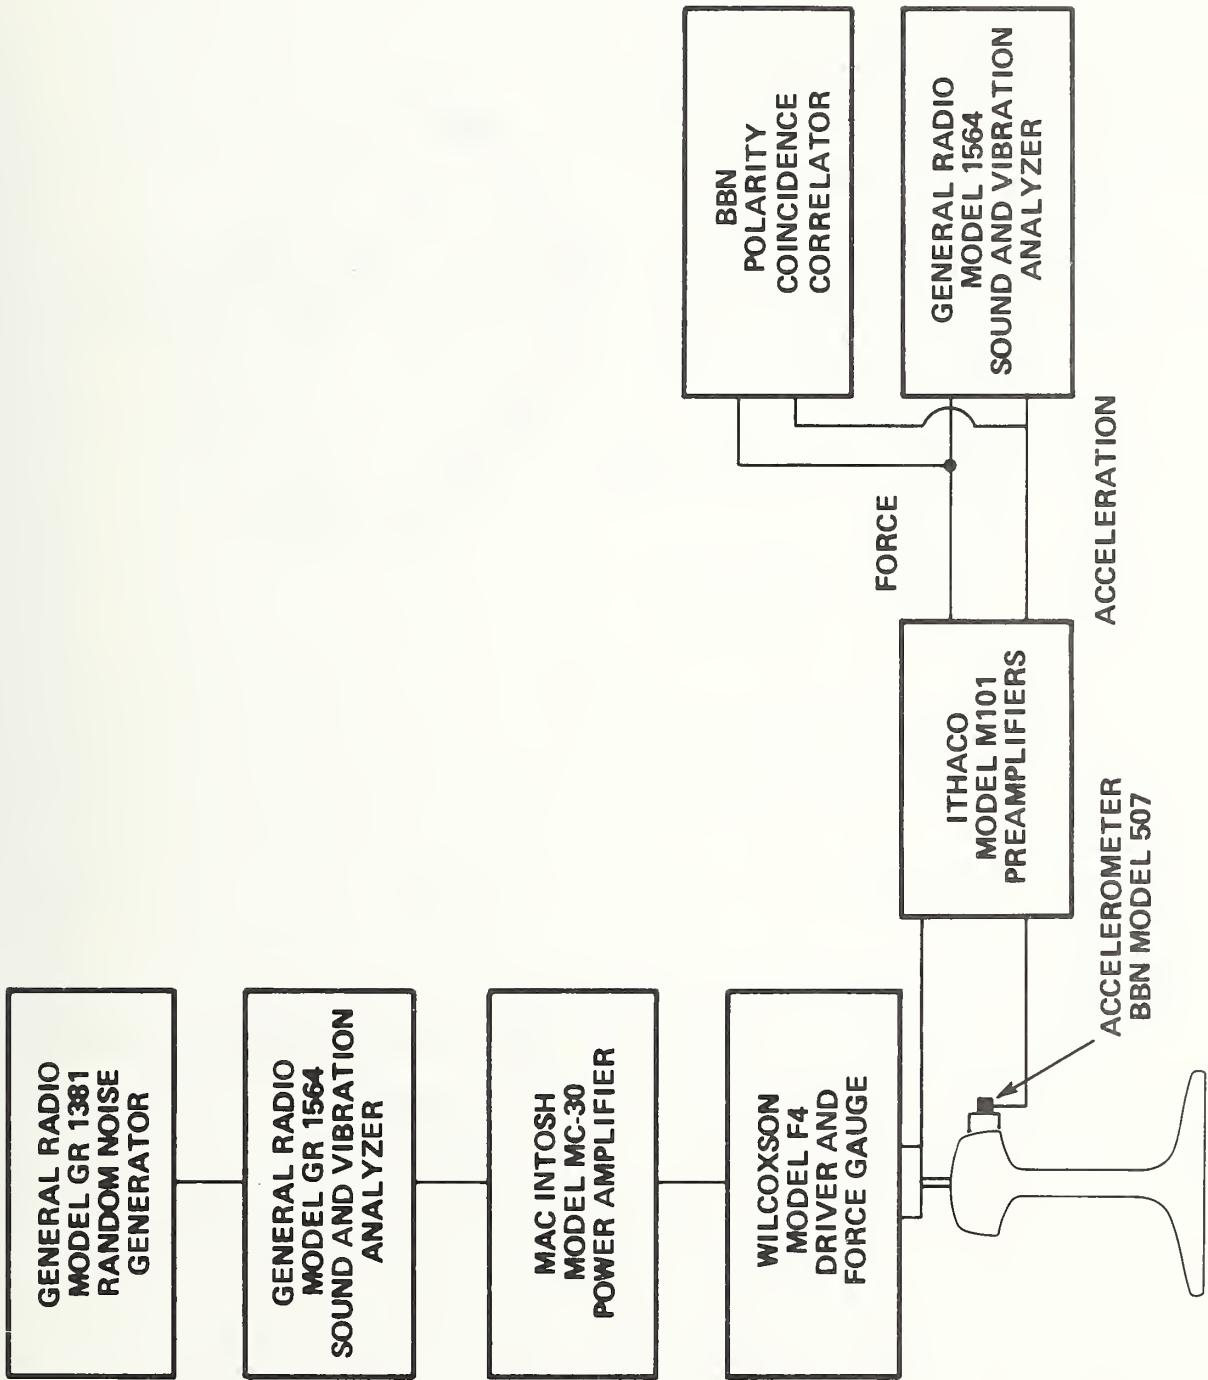 GENERAL RADIO
MODEL GR 1381
RANDOM NOISE
GENERATOR
GENERAL RADIO
MODEL GR 1564
SOUND AND VIBRATION
ANALYZER
MAC INTOSH
MODEL MC-30
POWER AMPLIFIER
WILCOXSON
MODEL F4
DRIVER AND
FORCE GAUGE
ACCELEROMETER
BBN MODEL 507
ITHACO
MODEL M101
PREAMPLIFIERS
FORCE
ACCELERATION
BBN
POLARITY
COINCIDENCE
CORRELATOR
GENERAL RADIO
MODEL 1564
SOUND AND VIBRATION
ANALYZER